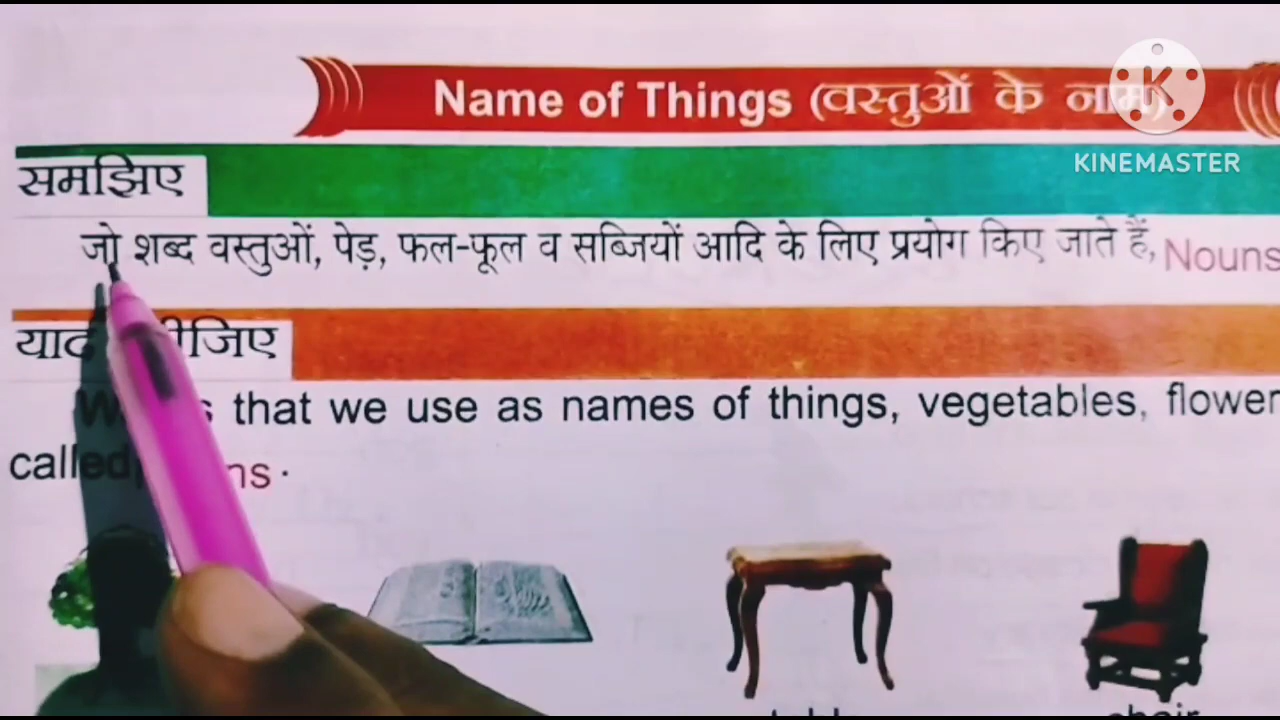 Name of Things (वस्तुओं के नाम)
KINEMASTER
समझिए
जो शब्द वस्तुओं, पेड़, फल-फूल व सब्जियों आदि के लिए प्रयोग किए जाते हैं, Nouns
याद
that we use as names of things, vegetables, flower
called